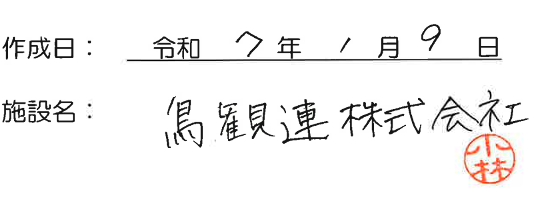 作成日： 令和 7 年 1 月 9 日
施設名： 鳥観連株式会社
小林